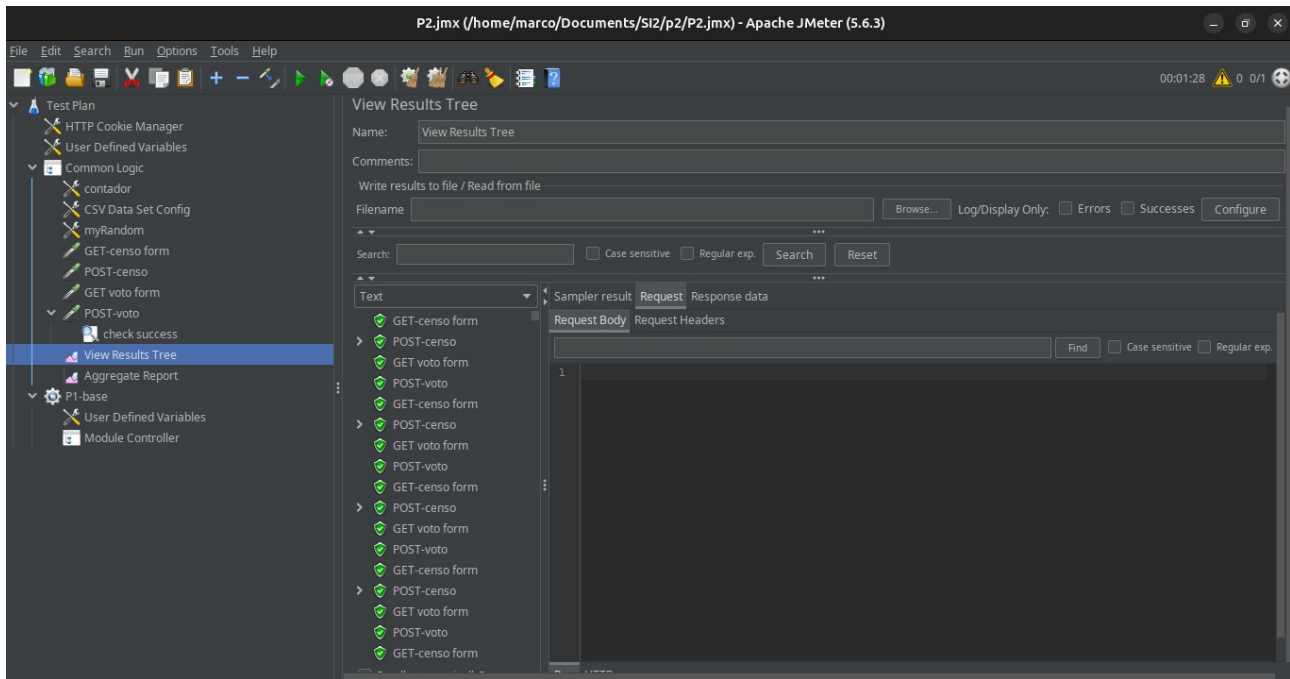 P2.jmx (/home/marco/Documents/SI2/p2/P2.jmx) - Apache JMeter (5.6.3)
File Edit Search Run Options Tools Help
00:01:28 0 0/1
Test Plan
HTTP Cookie Manager
User Defined Variables
Common Logic
contador
CSV Data Set Config
myRandom
GET-censo form
POST-censo
GET voto form
POST-voto
check success
View Results Tree
Aggregate Report
P1-base
User Defined Variables
Module Controller
View Results Tree
Name: View Results Tree
Comments:
Write results to file / Read from file
Filename Browse... Log/Display Only: Errors Successes Configure
Search: Case sensitive Regular exp. Search Reset
Text
GET-censo form
POST-censo
GET voto form
POST-voto
GET-censo form
POST-censo
GET voto form
POST-voto
GET-censo form
POST-censo
GET voto form
POST-voto
GET-censo form
POST-censo
GET voto form
POST-voto
GET-censo form
Sampler result Request Response data
Request Body Request Headers
Find Case sensitive Regular exp.
1